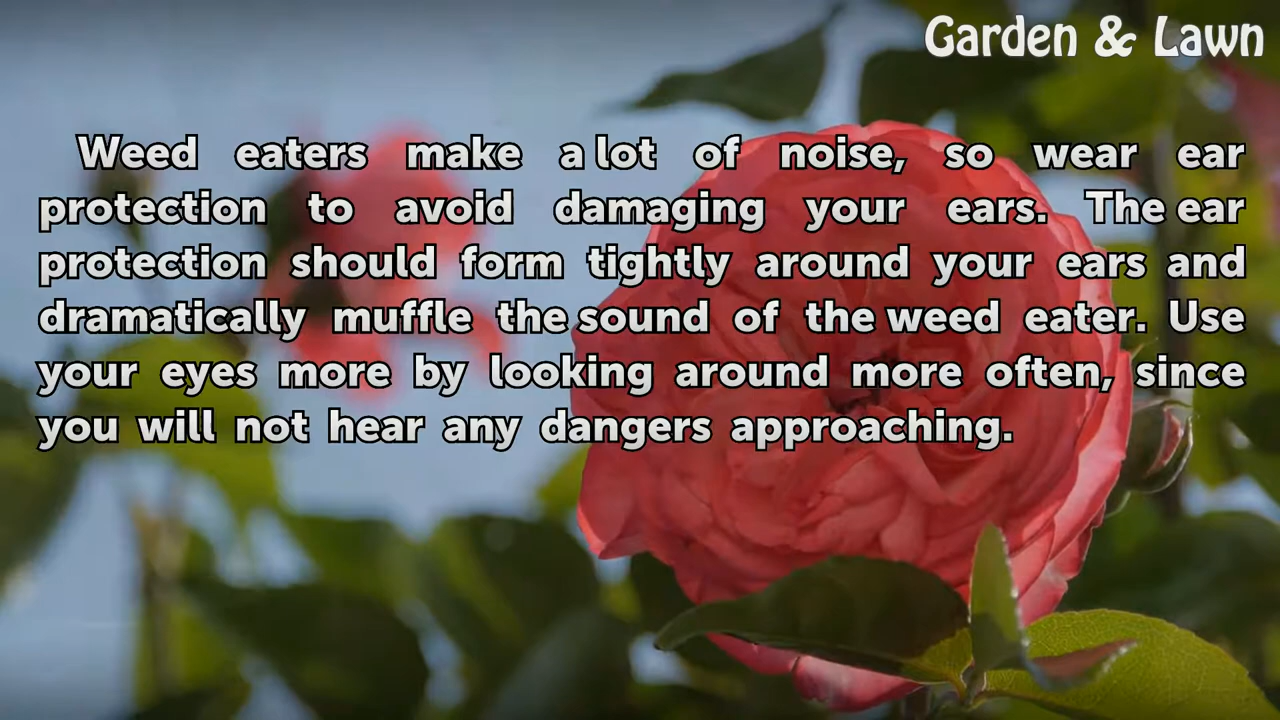 Garden & Lawn
Weed eaters make a lot of noise, so wear ear
protection to avoid damaging your ears. The ear
protection should form tightly around your ears and
dramatically muffle the sound of the weed eater. Use
your eyes more by looking around more often, since
you will not hear any dangers approaching.